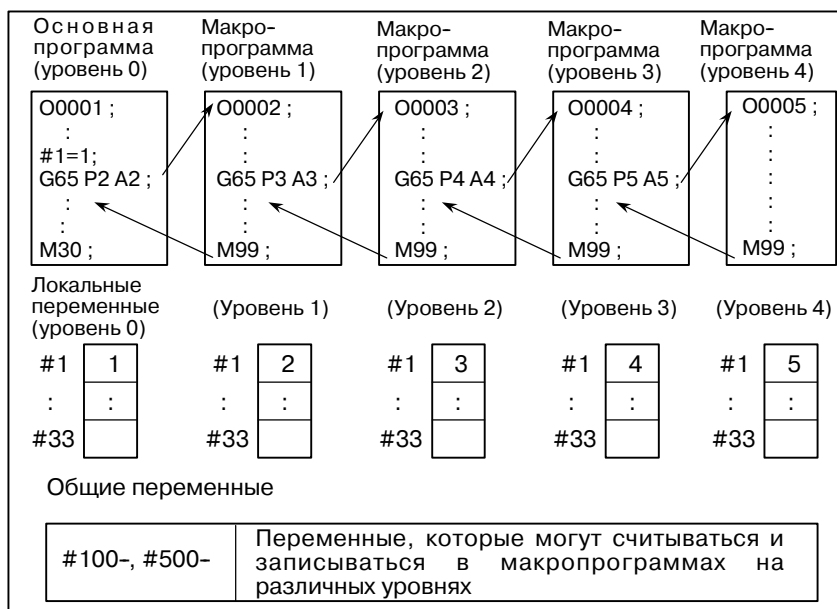 Основная программа (уровень 0)
Макро-программа (уровень 1)
Макро-программа (уровень 2)
Макро-программа (уровень 3)
Макро-программа (уровень 4)
O0001 ;
:
#1=1;
G65 P2 A2 ;
:
:
M30 ;
O0002 ;
:
:
G65 P3 A3 ;
:
:
M99 ;
O0003 ;
:
:
G65 P4 A4 ;
:
:
M99 ;
O0004 ;
:
:
G65 P5 A5 ;
:
:
M99 ;
O0005 ;
:
:
:
:
:
M99 ;
Локальные переменные (уровень 0)
(Уровень 1)
(Уровень 2)
(Уровень 3)
(Уровень 4)
#1 1 #1 2 #1 3 #1 4 #1 5
: : : : : : : : : :
#33 #33 #33 #33 #33
Общие переменные
#100-, #500-
Переменные, которые могут считываться и
записываться в макропрограммах на
различных уровнях